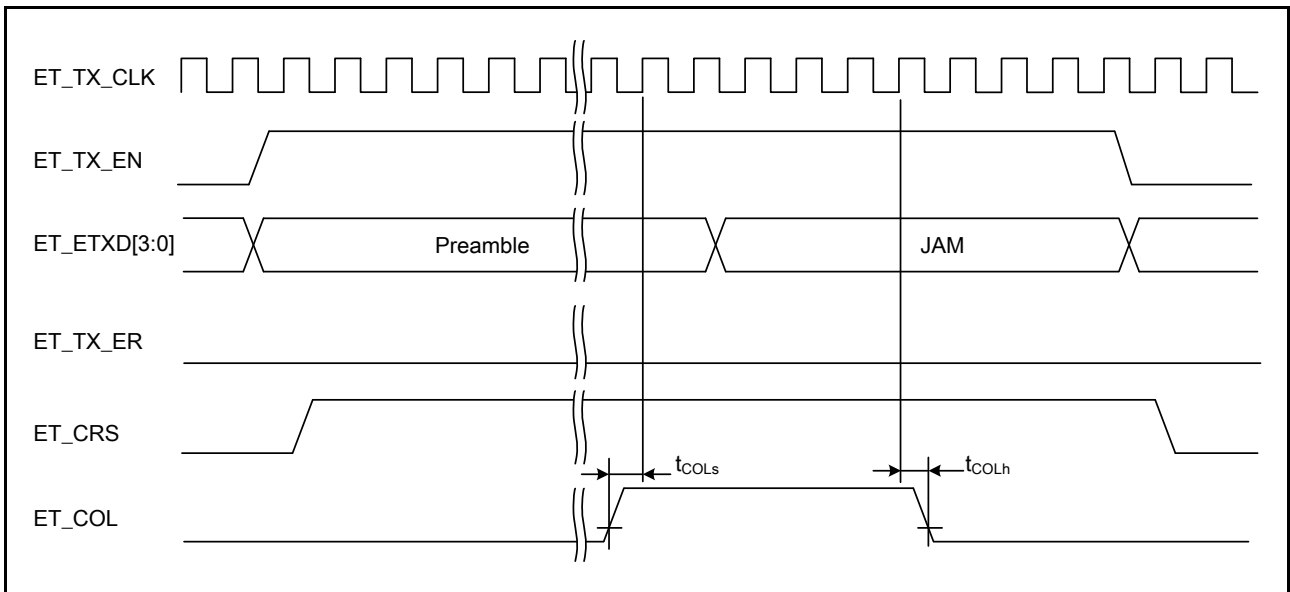 ET_TX_CLK
ET_TX_EN
ET_ETXD[3:0]
Preamble
JAM
ET_TX_ER
ET_CRS
tCOLs
tCOLh
ET_COL